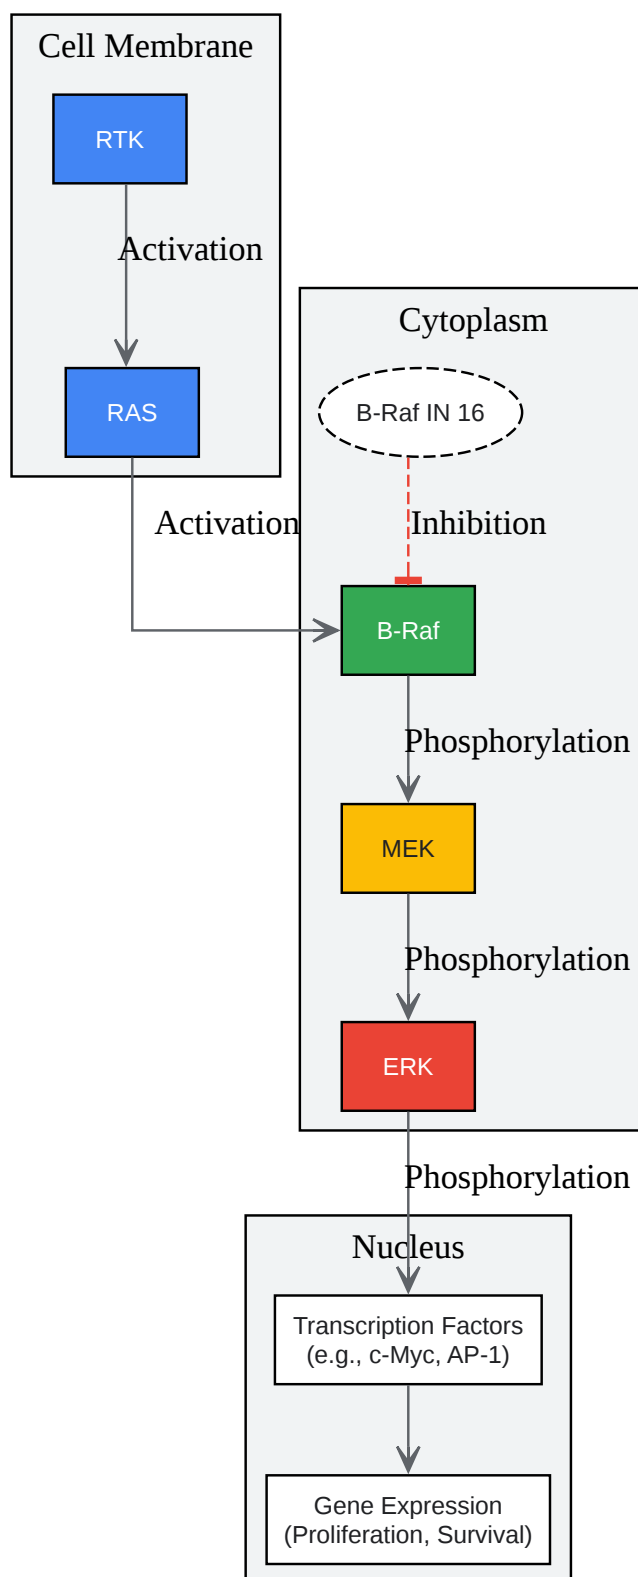 Cell Membrane
RTK
Activation
RAS
Activation
Cytoplasm
B-Raf IN 16
Inhibition
B-Raf
Phosphorylation
MEK
Phosphorylation
ERK
Phosphorylation
Nucleus
Transcription Factors
(e.g., c-Myc, AP-1)
Gene Expression
(Proliferation, Survival)